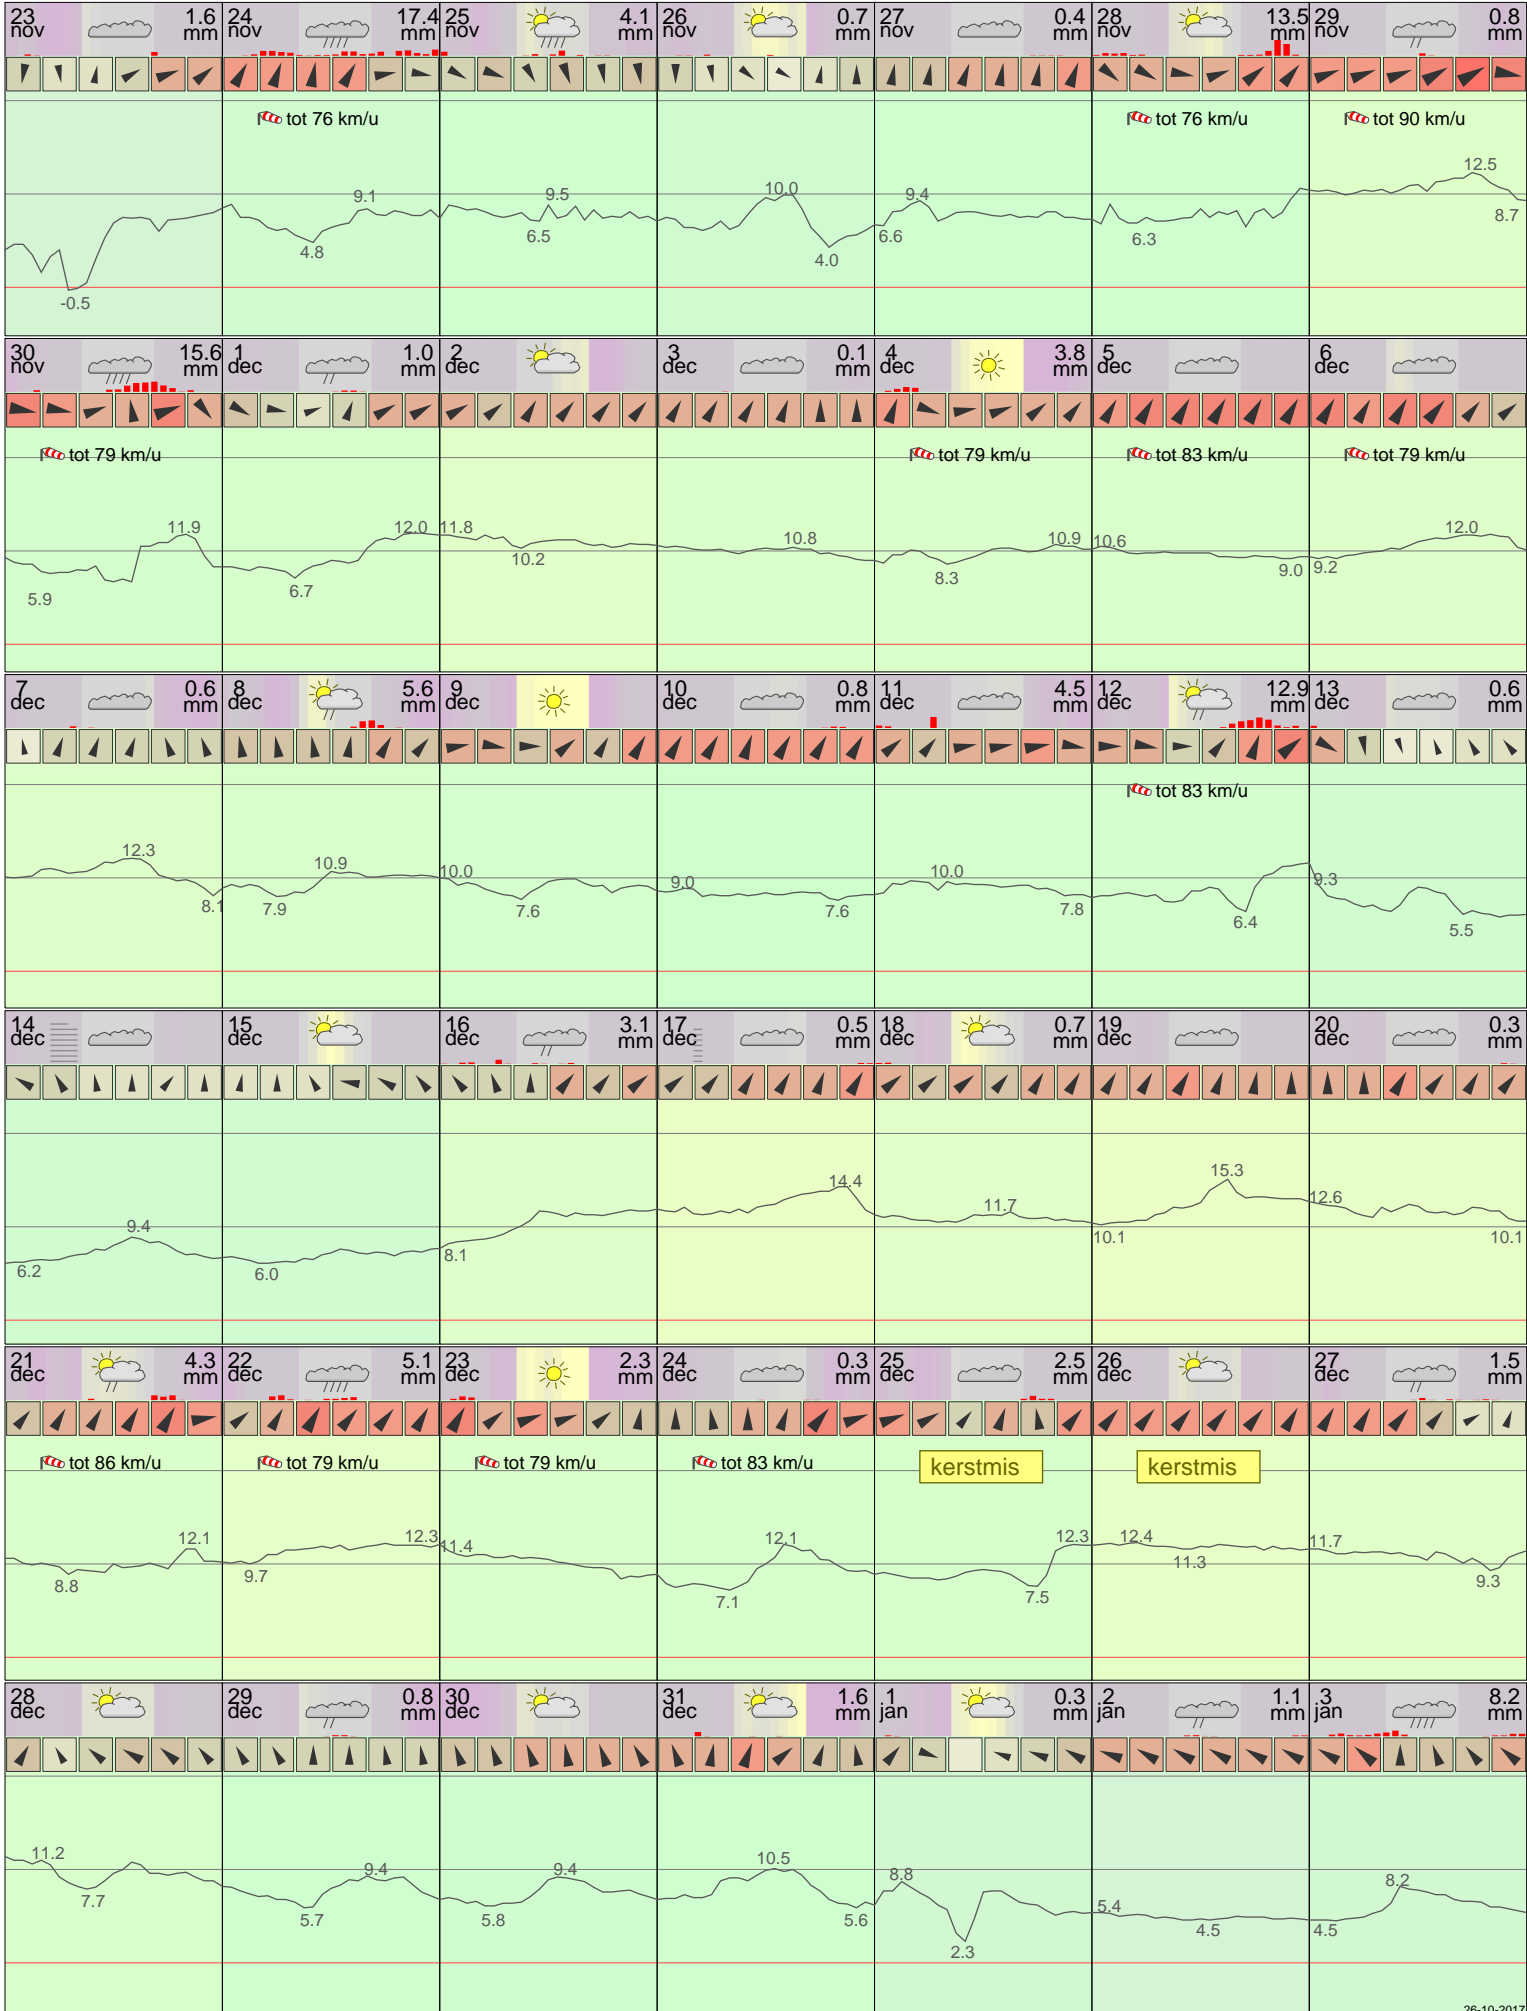 23 nov 1.6 mm 24 nov 17.4 mm 25 nov 4.1 mm 26 nov 0.7 mm 27 nov 0.4 mm 28 nov 13.5 mm 29 nov 0.8 mm
tot 76 km/u tot 76 km/u tot 90 km/u
-0.5 4.8 9.1 6.5 9.5 10.0 4.0 6.6 9.4 6.3 12.5 8.7
30 nov 15.6 mm 1 dec 1.0 mm 2 dec 3 dec 0.1 mm 4 dec 3.8 mm 5 dec 6 dec
tot 79 km/u tot 79 km/u tot 83 km/u tot 79 km/u
5.9 11.9 6.7 12.0 11.8 10.2 10.8 8.3 10.9 10.6 9.0 9.2 12.0
7 dec 0.6 mm 8 dec 5.6 mm 9 dec 10 dec 0.8 mm 11 dec 4.5 mm 12 dec 12.9 mm 13 dec 0.6 mm
tot 83 km/u
12.3 8.1 7.9 10.9 10.0 7.6 9.0 7.6 10.0 7.8 6.4 9.3 5.5
14 dec 15 dec 16 dec 3.1 mm 17 dec 0.5 mm 18 dec 0.7 mm 19 dec 20 dec 0.3 mm
6.2 9.4 6.0 8.1 14.4 11.7 10.1 15.3 12.6 10.1
21 dec 4.3 mm 22 dec 5.1 mm 23 dec 2.3 mm 24 dec 0.3 mm 25 dec 2.5 mm 26 dec 27 dec 1.5 mm
tot 86 km/u tot 79 km/u tot 79 km/u tot 83 km/u kerstmis kerstmis
8.8 12.1 9.7 12.3 11.4 7.1 12.1 7.5 12.3 12.4 11.3 11.7 9.3
28 dec 29 dec 0.8 mm 30 dec 31 dec 1.6 mm 1 jan 0.3 mm 2 jan 1.1 mm 3 jan 8.2 mm
11.2 7.7 5.7 9.4 5.8 9.4 10.5 5.6 8.8 2.3 5.4 4.5 4.5 8.2
26-10-2017